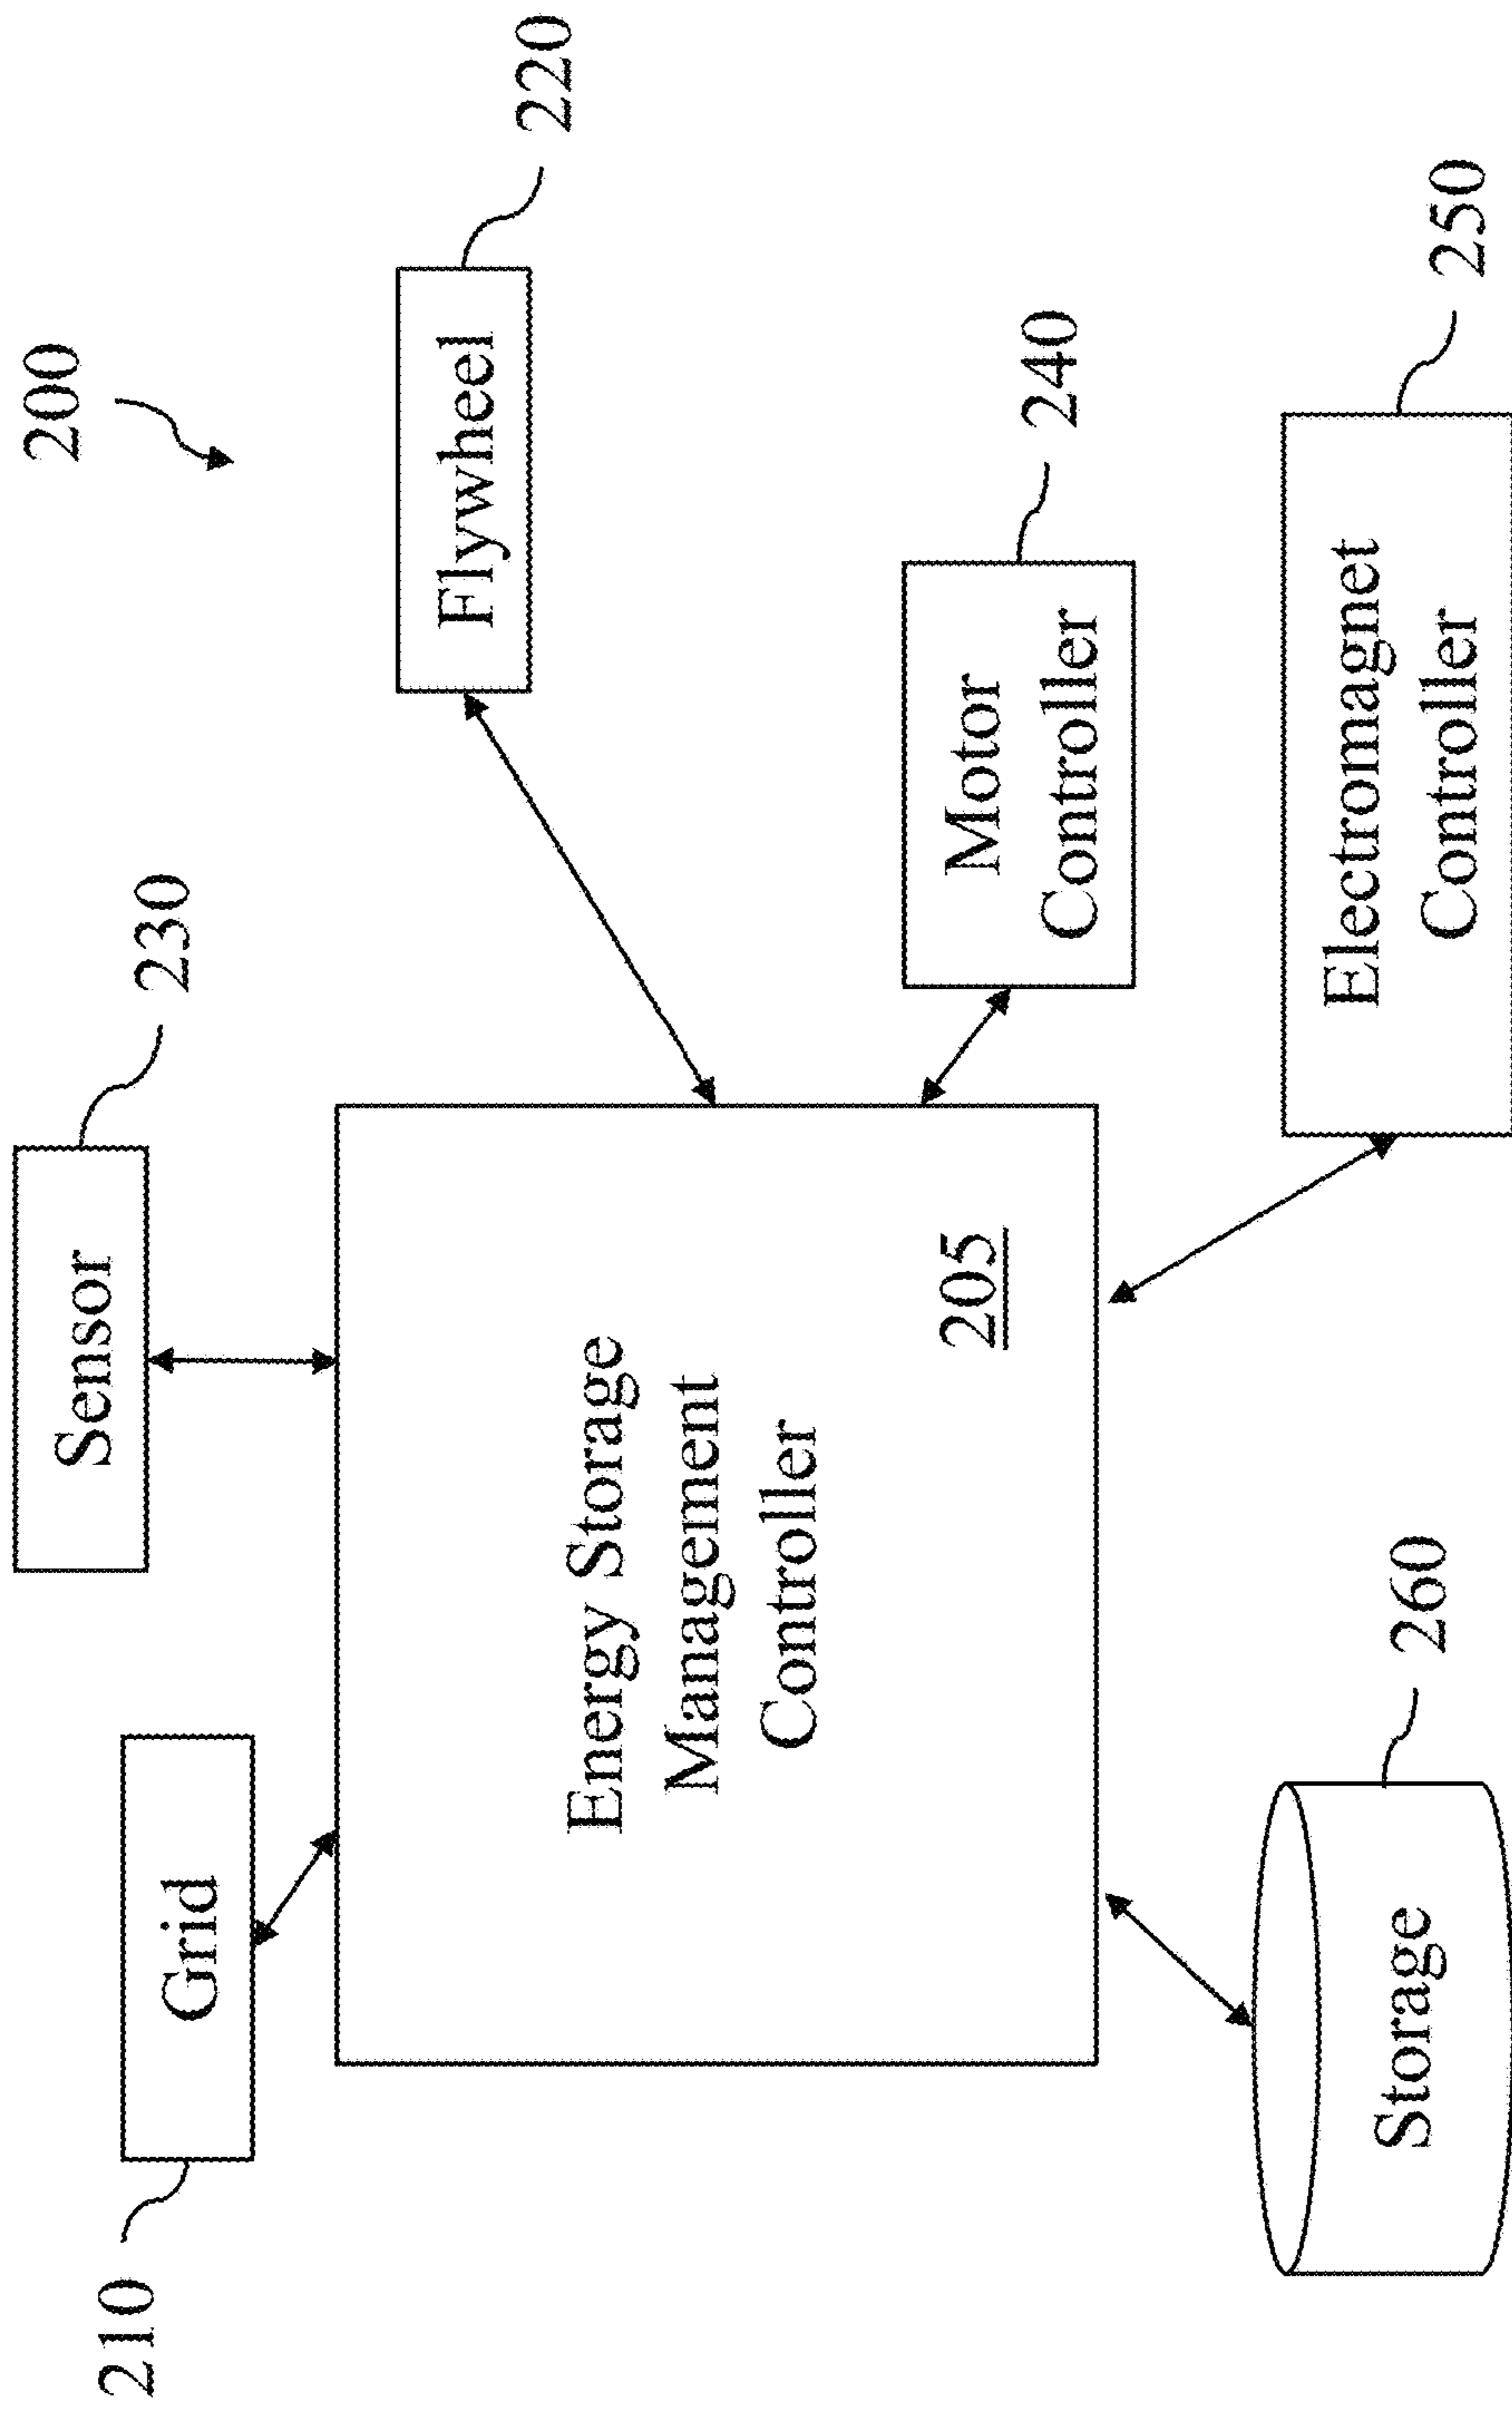 200
230
Sensor
Grid
210
220
Flywheel
Energy Storage
Management
Controller
205
240
Motor
Controller
250
Electromagnet
Controller
260
Storage